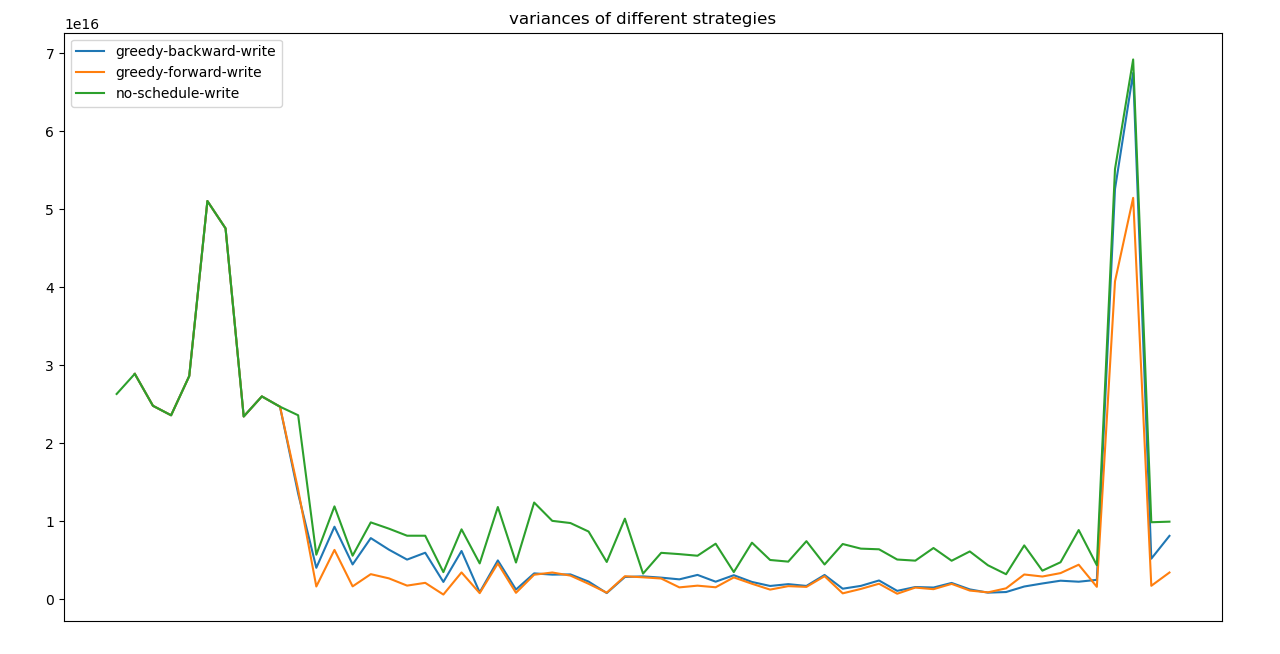 variances of different strategies
1e16
greedy-backward-write
greedy-forward-write
no-schedule-write
7
6
5
4
3
2
1
0